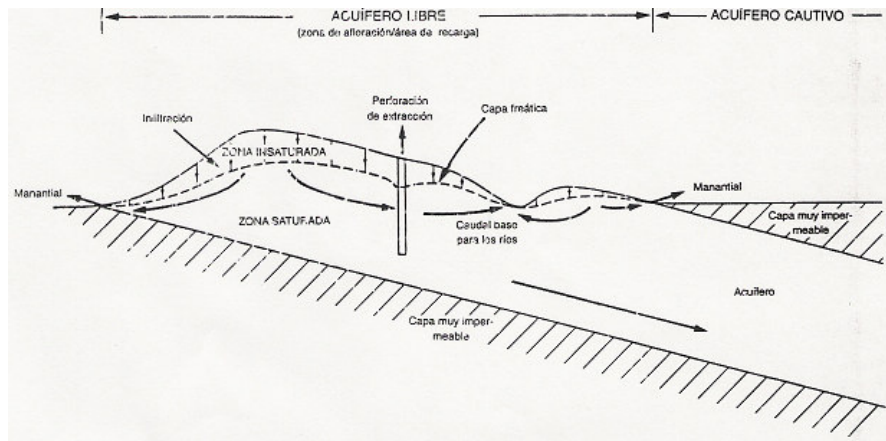 ACUÍFERO LIBRE
(zona de afloración/área de recarga)
ACUÍFERO CAUTIVO
Perforación
de extracción
Capa freática
Infiltración
ZONA INSATURADA
Manantial
Manantial
ZONA SATURADA
Caudal base
para los ríos
Capa muy imper-
meable
Acuífero
Capa muy imper-
meable